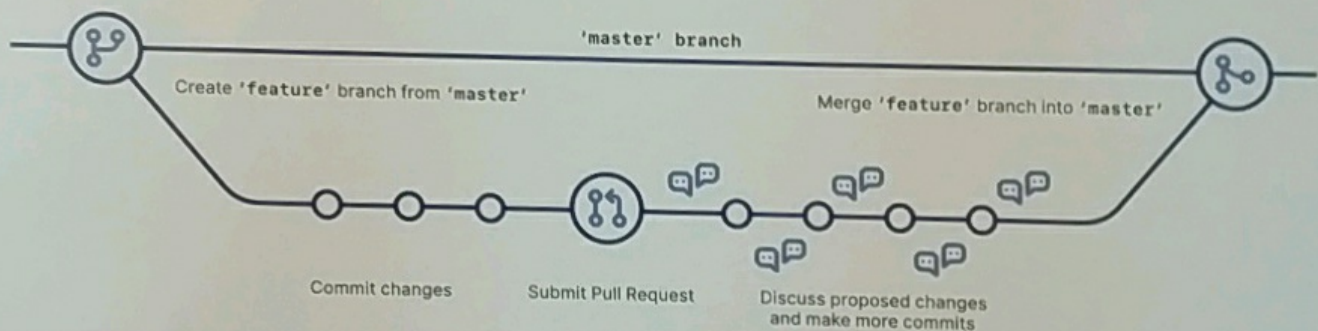 'master' branch
Create 'feature' branch from 'master'
Merge 'feature' branch into 'master'
Commit changes
Submit Pull Request
Discuss proposed changes
and make more commits